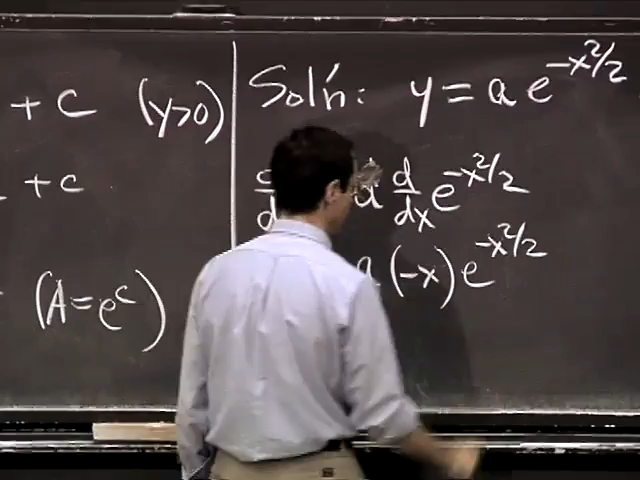 + c (y>0)
+ c
(A = e^c)
Sol'n: y = a e^{-x^2/2}
d/d a d/dx e^{-x^2/2}
a (-x) e^{-x^2/2}